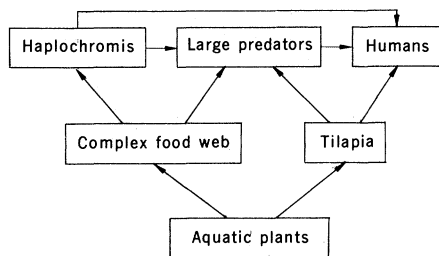 Haplochromis
Large predators
Humans
Complex food web
Tilapia
Aquatic plants